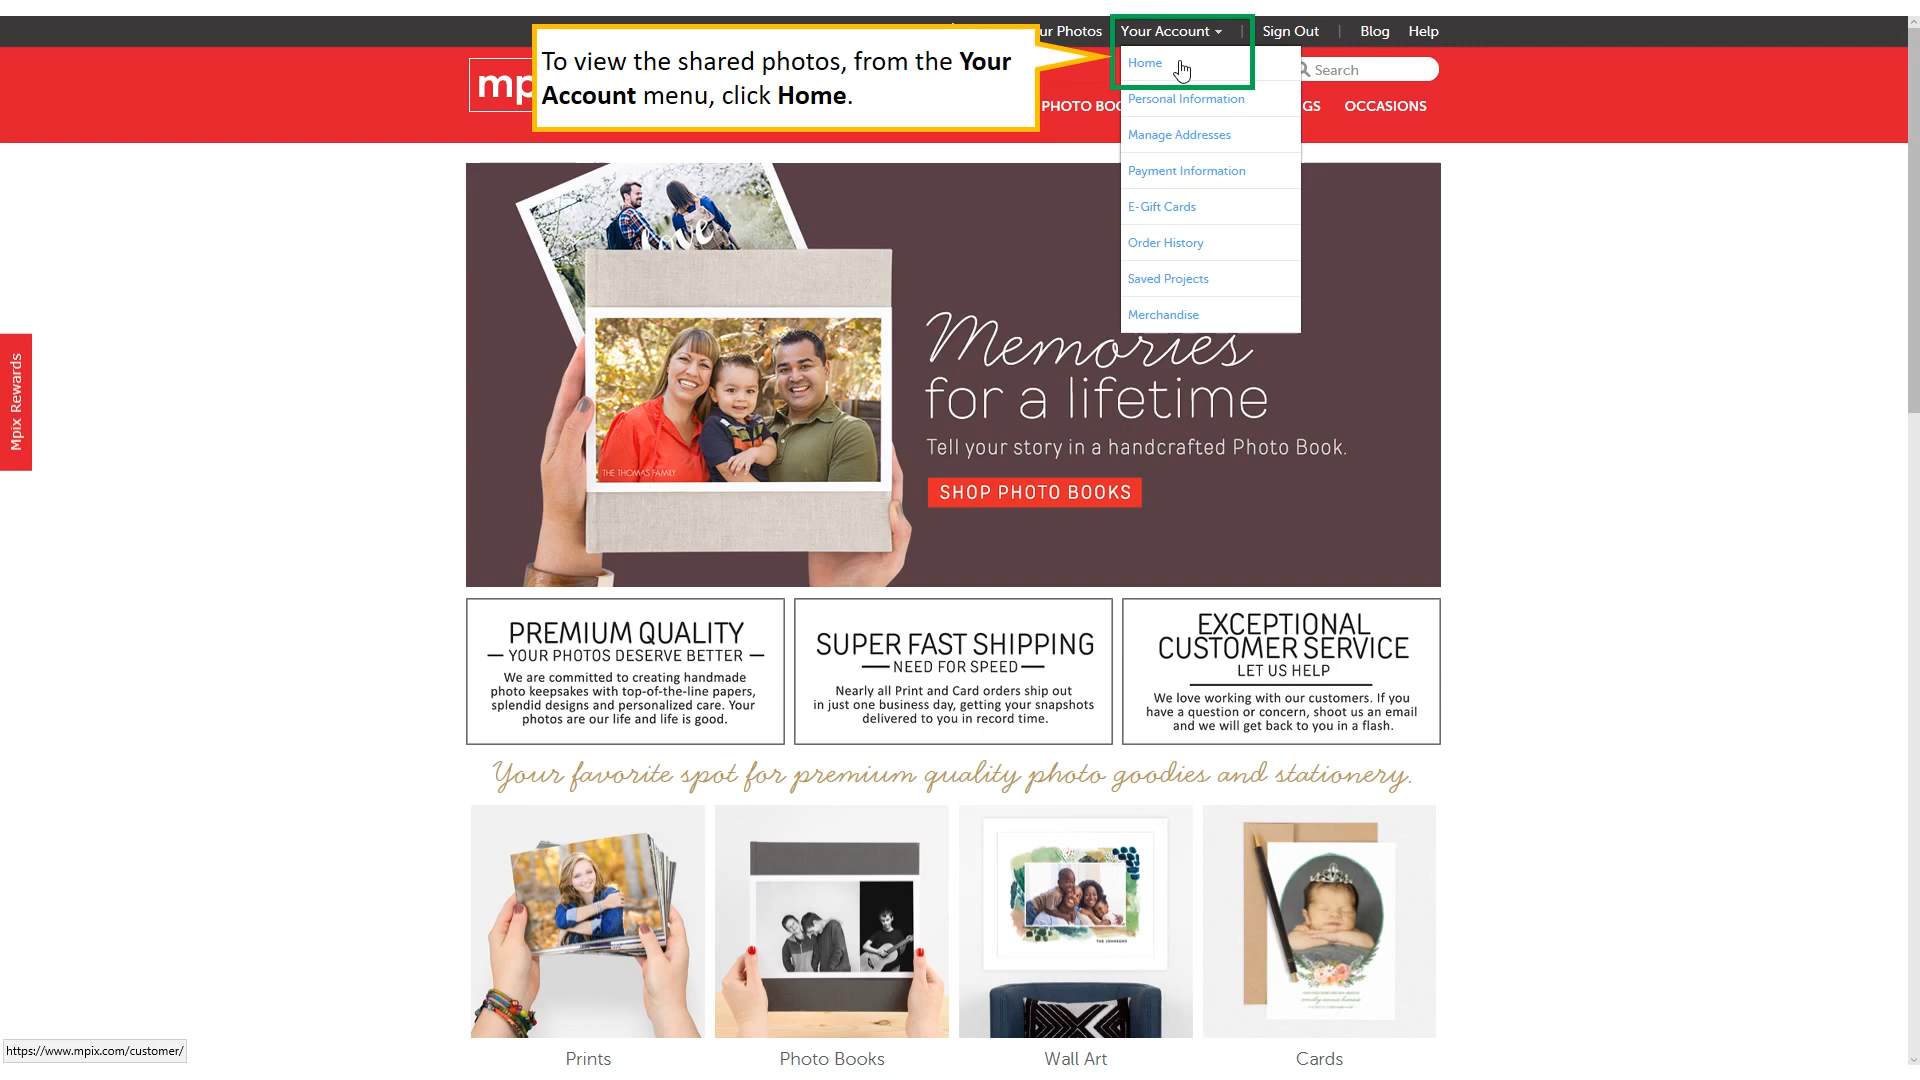 ur Photos Your Account | Sign Out | Blog Help
To view the shared photos, from the Your
Account menu, click Home.
mp
Search
PHOTO BOO
GS OCCASIONS
Home
Personal Information
Manage Addresses
Payment Information
E-Gift Cards
Order History
Saved Projects
Merchandise
Mpix Rewards
love
THE THOMAS FAMILY
Memories
for a lifetime
Tell your story in a handcrafted Photo Book.
SHOP PHOTO BOOKS
PREMIUM QUALITY
YOUR PHOTOS DESERVE BETTER
We are committed to creating handmade
photo keepsakes with top-of-the-line papers,
splendid designs and personalized care. Your
photos are our life and life is good.
SUPER FAST SHIPPING
NEED FOR SPEED
Nearly all Print and Card orders ship out
in just one business day, getting your snapshots
delivered to you in record time.
EXCEPTIONAL
CUSTOMER SERVICE
LET US HELP
We love working with our customers. If you
have a question or concern, shoot us an email
and we will get back to you in a flash.
Your favorite spot for premium quality photo goodies and stationery.
THE JOHNSONS
Prints
Photo Books
Wall Art
Cards
https://www.mpix.com/customer/